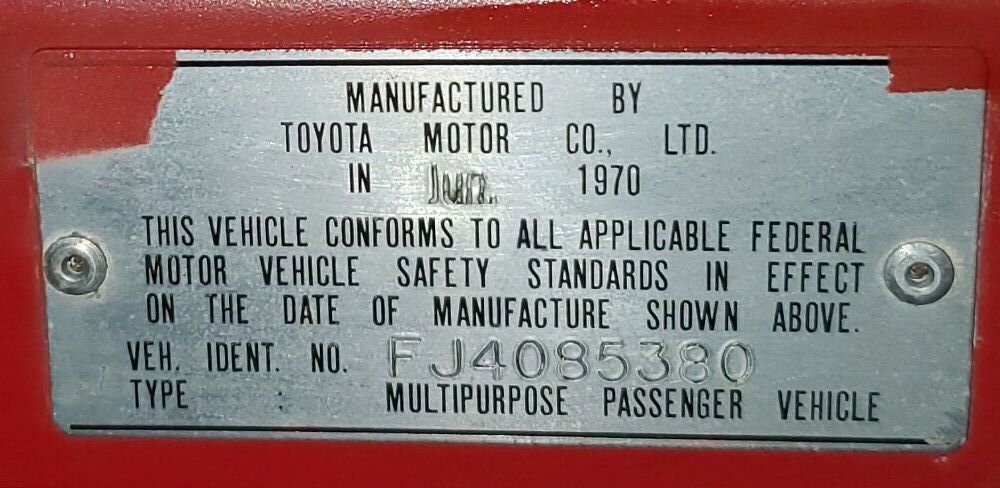 MANUFACTURED BY
TOYOTA MOTOR CO., LTD.
IN Jun. 1970
THIS VEHICLE CONFORMS TO ALL APPLICABLE FEDERAL
MOTOR VEHICLE SAFETY STANDARDS IN EFFECT
ON THE DATE OF MANUFACTURE SHOWN ABOVE.
VEH. IDENT. NO. FJ4085380
TYPE : MULTIPURPOSE PASSENGER VEHICLE